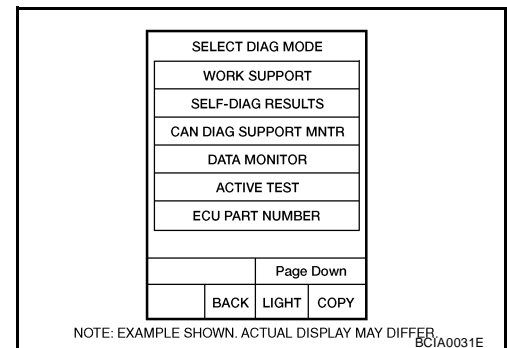 SELECT DIAG MODE
WORK SUPPORT
SELF-DIAG RESULTS
CAN DIAG SUPPORT MNTR
DATA MONITOR
ACTIVE TEST
ECU PART NUMBER
Page Down
BACK LIGHT COPY
NOTE: EXAMPLE SHOWN. ACTUAL DISPLAY MAY DIFFER.
BCIA0031E